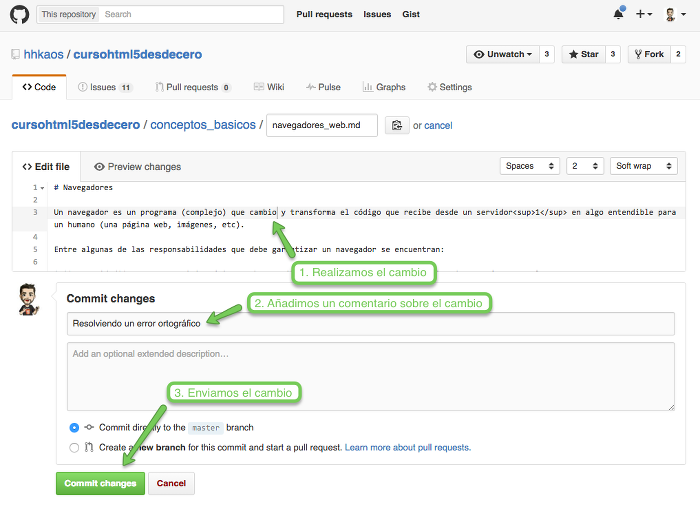 This repository Search Pull requests Issues Gist
hhkaos / cursohtml5desdecero Unwatch 3 Star 3 Fork 2
Code Issues 11 Pull requests 0 Wiki Pulse Graphs Settings
cursohtml5desdecero / conceptos_basicos / navegadores_web.md or cancel
Edit file Preview changes Spaces 2 Soft wrap
1 # Navegadores
2
3 Un navegador es un programa (complejo) que cambio y transforma el código que recibe desde un servidor<sup>1</sup> en algo entendible para
un humano (una página web, imágenes, etc).
4
5 Entre algunas de las responsabilidades que debe garantizar un navegador se encuentran:
6
1. Realizamos el cambio
Commit changes
2. Añadimos un comentario sobre el cambio
Resolviendo un error ortográfico
Add an optional extended description…
3. Enviamos el cambio
Commit directly to the master branch
Create a new branch for this commit and start a pull request. Learn more about pull requests.
Commit changes Cancel